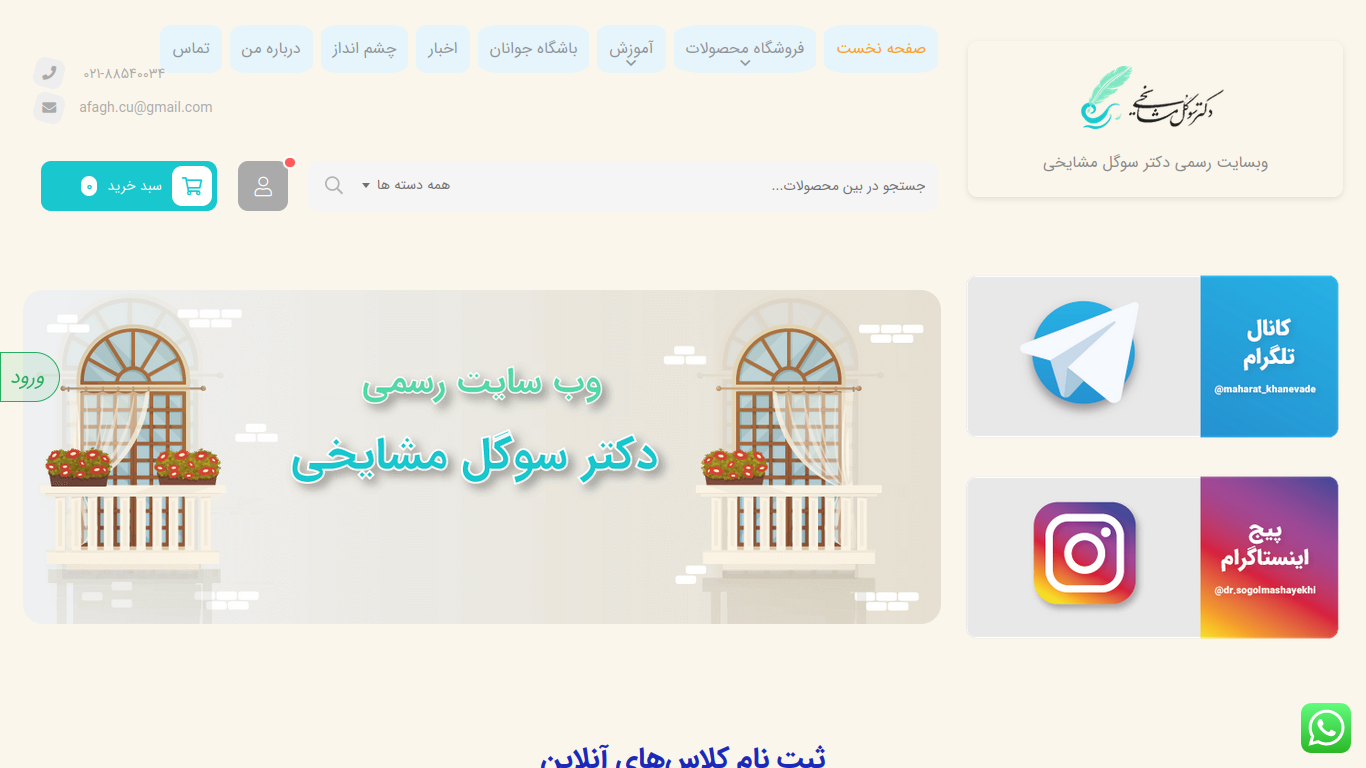 صفحه نخست
فروشگاه محصولات
آموزش
باشگاه جوانان
اخبار
چشم انداز
درباره من
تماس
۰۲۱-۸۸۵۴۰۰۳۴
afagh.cu@gmail.com
دکتر سوگل مشایخی
وبسایت رسمی دکتر سوگل مشایخی
جستجو در بین محصولات...
همه دسته ها
سبد خرید
۰
کانال
تلگرام
@maharat_khanevade
وب سایت رسمی
دکتر سوگل مشایخی
ورود
پیج
اینستاگرام
@dr.sogolmashayekhi
ثبت نام کلاس‌های آنلاین